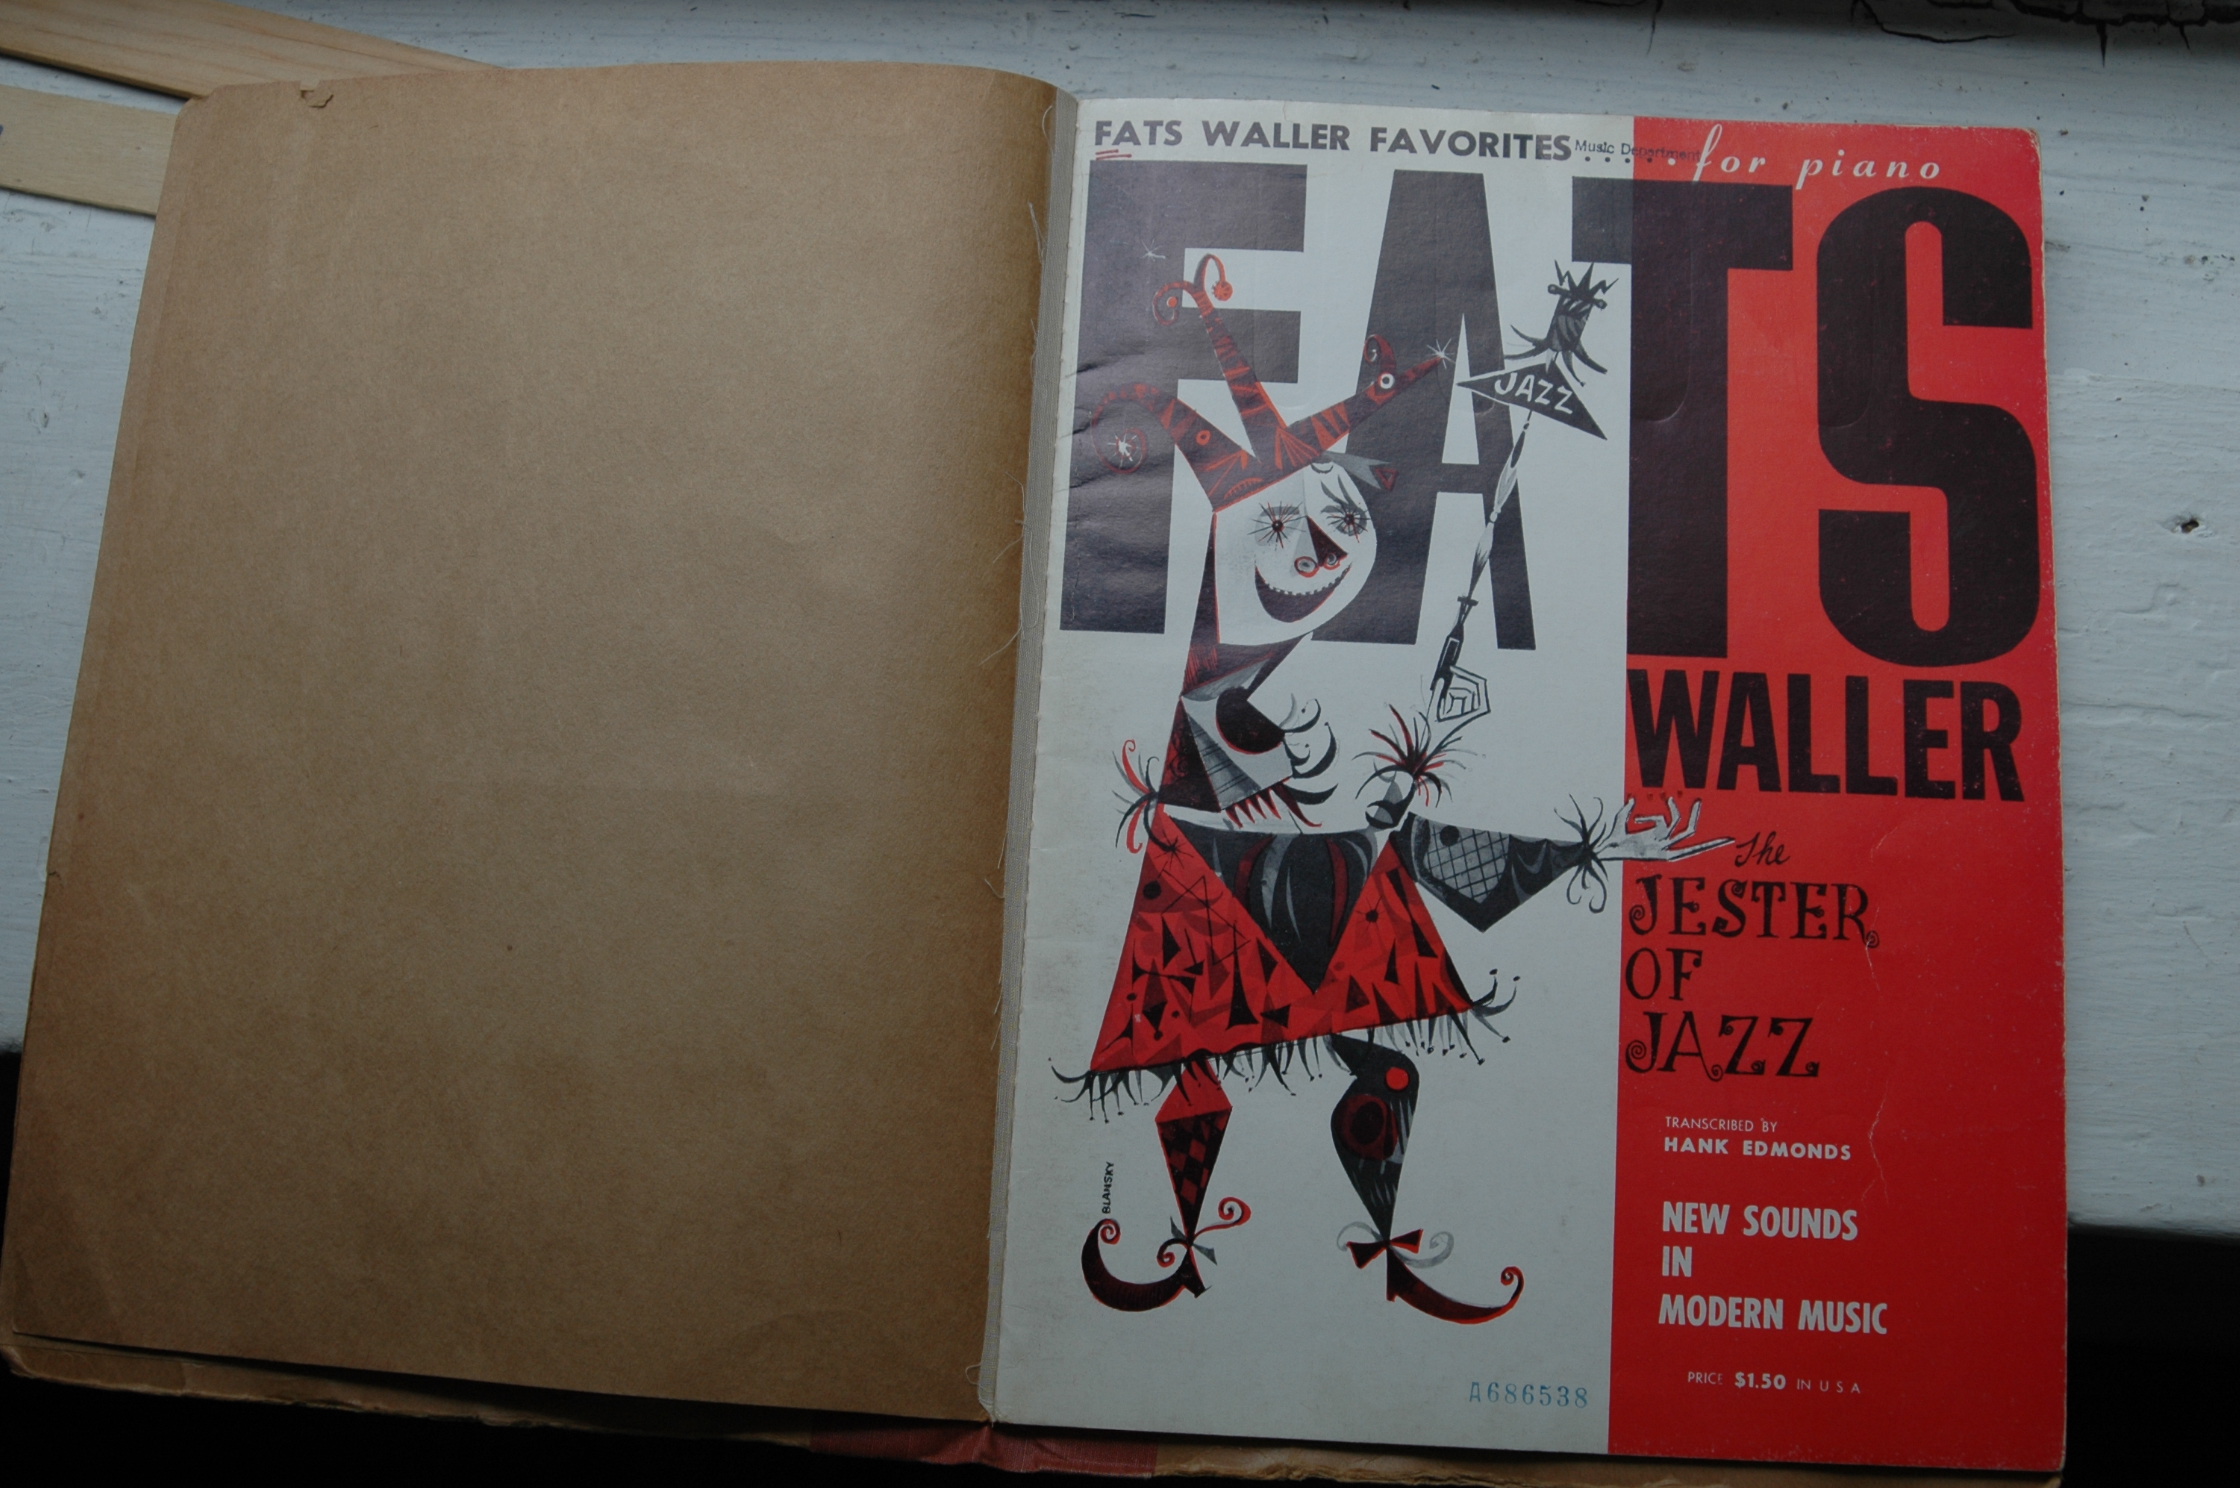 FATS WALLER FAVORITES..... for piano
Music Department
FATS
WALLER
JAZZ
The
JESTER
OF
JAZZ
TRANSCRIBED BY
HANK EDMONDS
NEW SOUNDS
IN
MODERN MUSIC
PRICE $1.50 IN U S A
BLANSKY
A686538